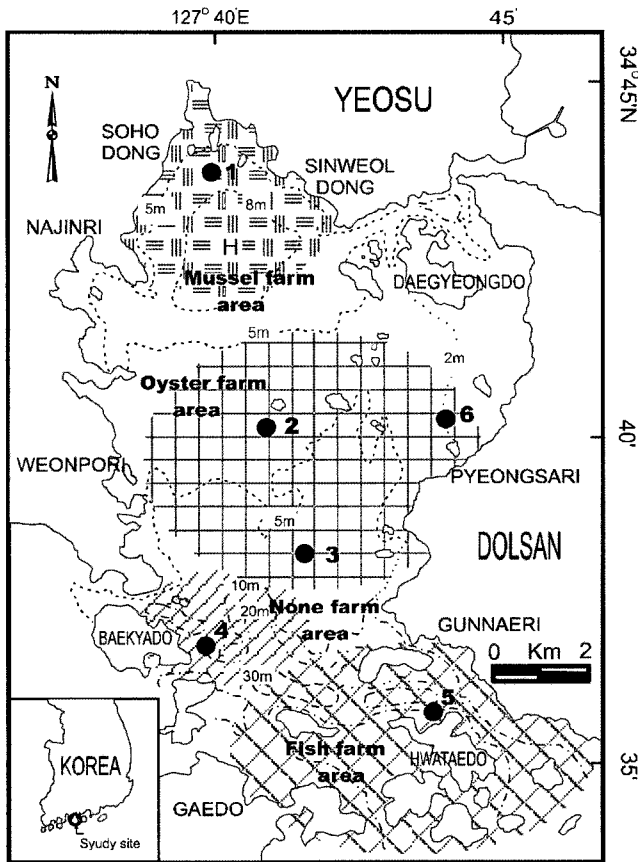 127° 40'E
45'
34° 45'N
N
YEOSU
SOHO
DONG
1
SINWEOL
DONG
5m
8m
NAJINRI
H
Mussel farm
area
DAEGYEONGDO
5m
2m
Oyster farm
area
2
6
40'
WEONPORI
PYEONGSARI
5m
3
DOLSAN
10m
None farm
area
20m
GUNNAERI
BAEKYADO
4
0 Km 2
30m
5
Fish farm
area
HWATAEDO
35'
KOREA
GAEDO
Syudy site